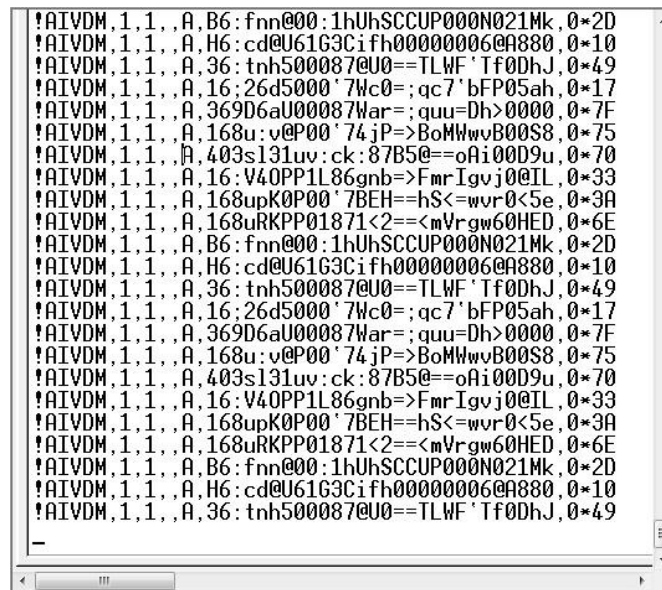 !AIVDM,1,1,,A,B6:fnn@00:1hUhSCCUP000N021Mk,0*2D
!AIVDM,1,1,,A,H6:cd@U61G3Cifh00000006@A880,0*10
!AIVDM,1,1,,A,36:tnh500087@U0==TLWF`Tf0DhJ,0*49
!AIVDM,1,1,,A,16;26d5000`7Wc0=;qc7`bFP05ah,0*17
!AIVDM,1,1,,A,369D6aU00087War=;quu=Dh>0000,0*7F
!AIVDM,1,1,,A,168u:v@P00`74jP=>BoMWwvB00S8,0*75
!AIVDM,1,1,,A,403sl31uv:ck:87B5@==oAi00D9u,0*70
!AIVDM,1,1,,A,16:V4OPP1L86gnb=>FmrIgvj0@IL,0*33
!AIVDM,1,1,,A,168upK0P00`7BEH==hS<=wvr0<5e,0*3A
!AIVDM,1,1,,A,168uRKPP01871<2==<mVrgw60HED,0*6E
!AIVDM,1,1,,A,B6:fnn@00:1hUhSCCUP000N021Mk,0*2D
!AIVDM,1,1,,A,H6:cd@U61G3Cifh00000006@A880,0*10
!AIVDM,1,1,,A,36:tnh500087@U0==TLWF`Tf0DhJ,0*49
!AIVDM,1,1,,A,16;26d5000`7Wc0=;qc7`bFP05ah,0*17
!AIVDM,1,1,,A,369D6aU00087War=;quu=Dh>0000,0*7F
!AIVDM,1,1,,A,168u:v@P00`74jP=>BoMWwvB00S8,0*75
!AIVDM,1,1,,A,403sl31uv:ck:87B5@==oAi00D9u,0*70
!AIVDM,1,1,,A,16:V4OPP1L86gnb=>FmrIgvj0@IL,0*33
!AIVDM,1,1,,A,168upK0P00`7BEH==hS<=wvr0<5e,0*3A
!AIVDM,1,1,,A,168uRKPP01871<2==<mVrgw60HED,0*6E
!AIVDM,1,1,,A,B6:fnn@00:1hUhSCCUP000N021Mk,0*2D
!AIVDM,1,1,,A,H6:cd@U61G3Cifh00000006@A880,0*10
!AIVDM,1,1,,A,36:tnh500087@U0==TLWF`Tf0DhJ,0*49